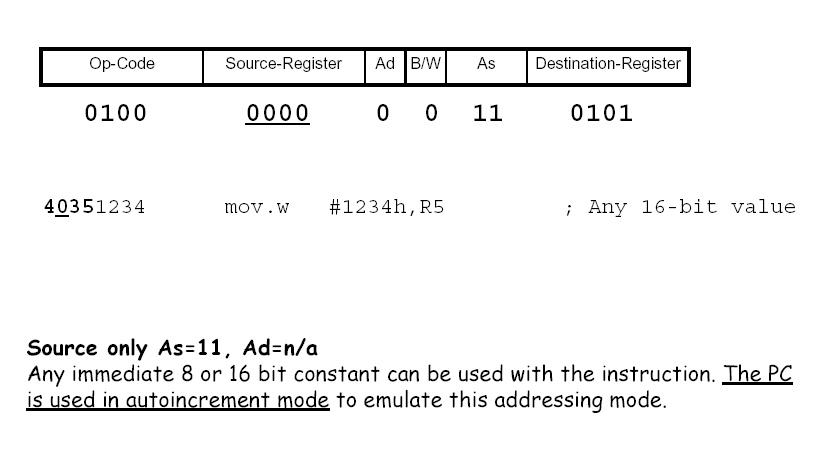 Op-Code Source-Register Ad B/W As Destination-Register
0100 0000 0 0 11 0101
40351234 mov.w #1234h,R5 ; Any 16-bit value
Source only As=11, Ad=n/a
Any immediate 8 or 16 bit constant can be used with the instruction. The PC
is used in autoincrement mode to emulate this addressing mode.